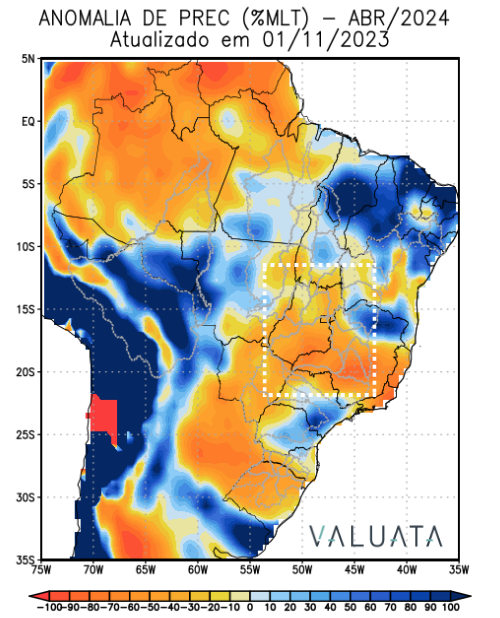 ANOMALIA DE PREC (%MLT) – ABR/2024
Atualizado em 01/11/2023
5N
EQ
5S
10S
15S
20S
25S
30S
35S
VALUATA
75W 70W 65W 60W 55W 50W 45W 40W 35W
-100 -90 -80 -70 -60 -50 -40 -30 -20 -10 0 10 20 30 40 50 60 70 80 90 100